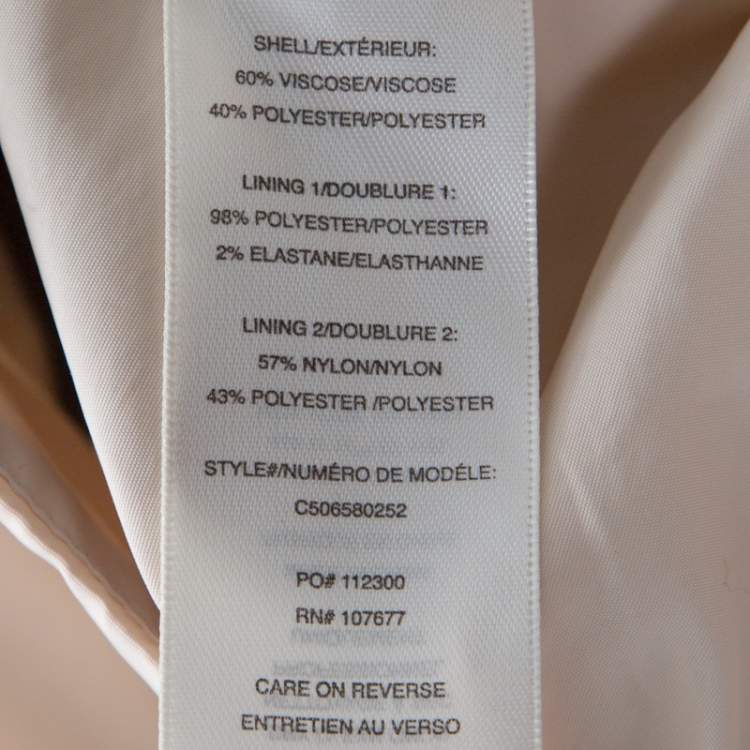 SHELL/EXTÉRIEUR:
60% VISCOSE/VISCOSE
40% POLYESTER/POLYESTER
LINING 1/DOUBLURE 1:
98% POLYESTER/POLYESTER
2% ELASTANE/ELASTHANNE
LINING 2/DOUBLURE 2:
57% NYLON/NYLON
43% POLYESTER /POLYESTER
STYLE#/NUMÉRO DE MODÉLE:
C506580252
PO# 112300
RN# 107677
CARE ON REVERSE
ENTRETIEN AU VERSO